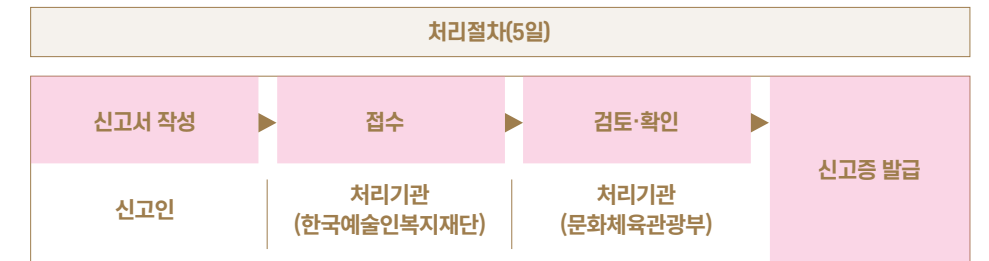 처리절차(5일)
신고서 작성
접수
검토·확인
신고증 발급
신고인
처리기관
(한국예술인복지재단)
처리기관
(문화체육관광부)